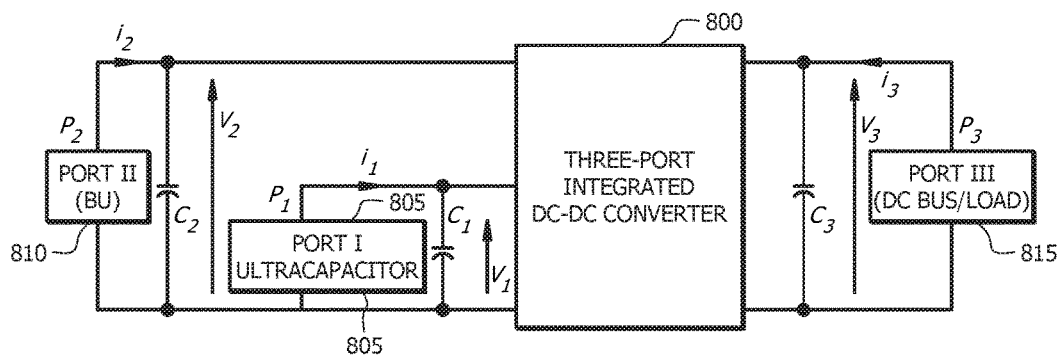 800
i2
i3
P2
V2
V3
P3
PORT II
(BU)
C2
i1
P1
805
C1
THREE-PORT
INTEGRATED
DC-DC CONVERTER
C3
PORT III
(DC BUS/LOAD)
810
PORT I
ULTRACAPACITOR
V1
815
805